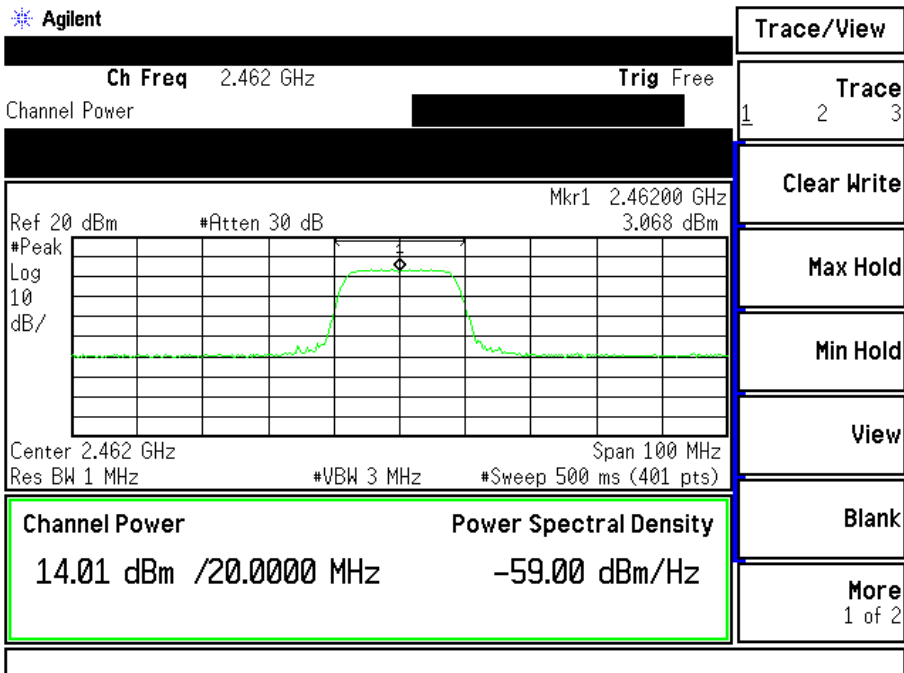 Agilent
Ch Freq 2.462 GHz Trig Free
Channel Power
Mkr1 2.46200 GHz
Ref 20 dBm #Atten 30 dB 3.068 dBm
#Peak
Log
10
dB/
1
Center 2.462 GHz Span 100 MHz
Res BW 1 MHz #VBW 3 MHz #Sweep 500 ms (401 pts)
Channel Power Power Spectral Density
14.01 dBm /20.0000 MHz -59.00 dBm/Hz
Trace/View
Trace
1 2 3
Clear Write
Max Hold
Min Hold
View
Blank
More
1 of 2